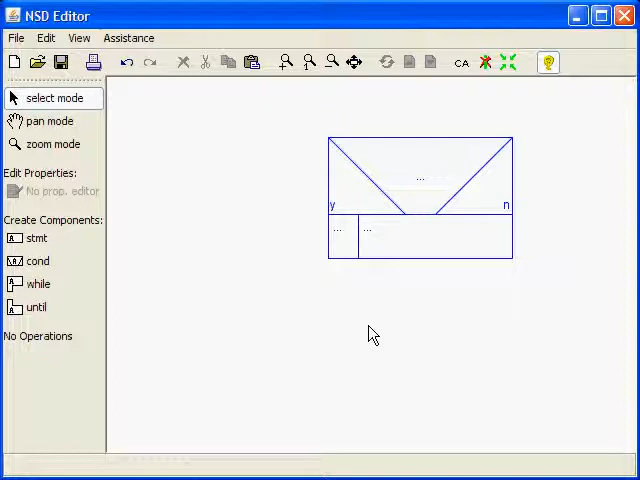 NSD Editor
File Edit View Assistance
CA
select mode
pan mode
zoom mode
Edit Properties:
No prop. editor
Create Components:
A stmt
A cond
A while
A until
No Operations
...
y n
... ...